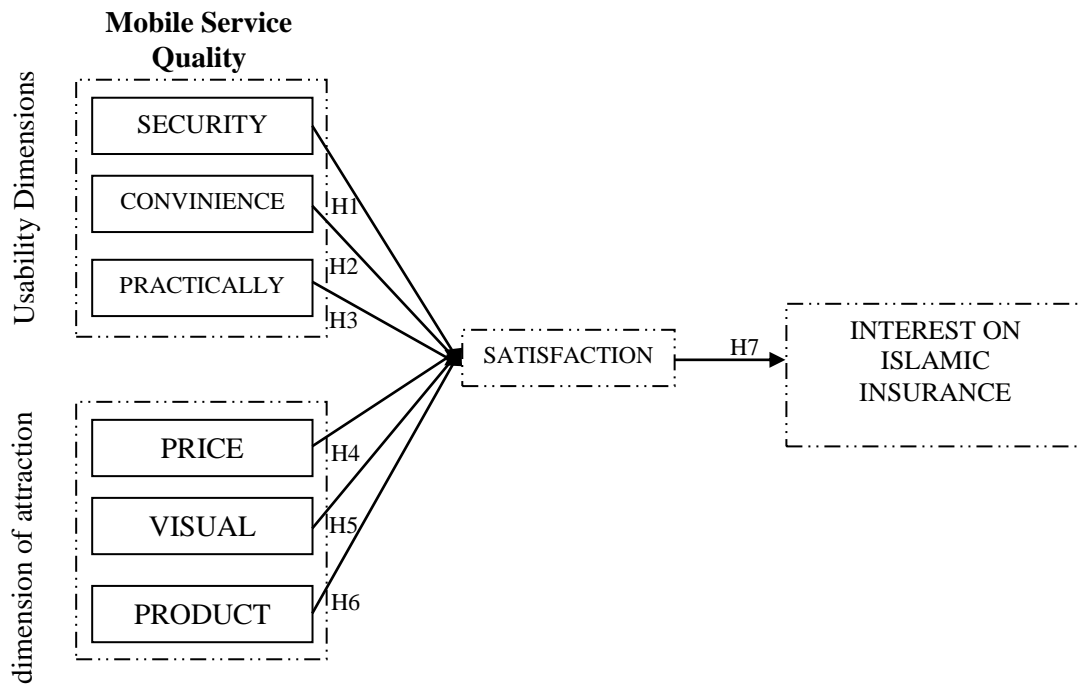 Mobile Service
Quality
Usability Dimensions
SECURITY
CONVINIENCE
PRACTICALLY
H1
H2
H3
dimension of attraction
PRICE
VISUAL
PRODUCT
H4
H5
H6
SATISFACTION
H7
INTEREST ON
ISLAMIC
INSURANCE